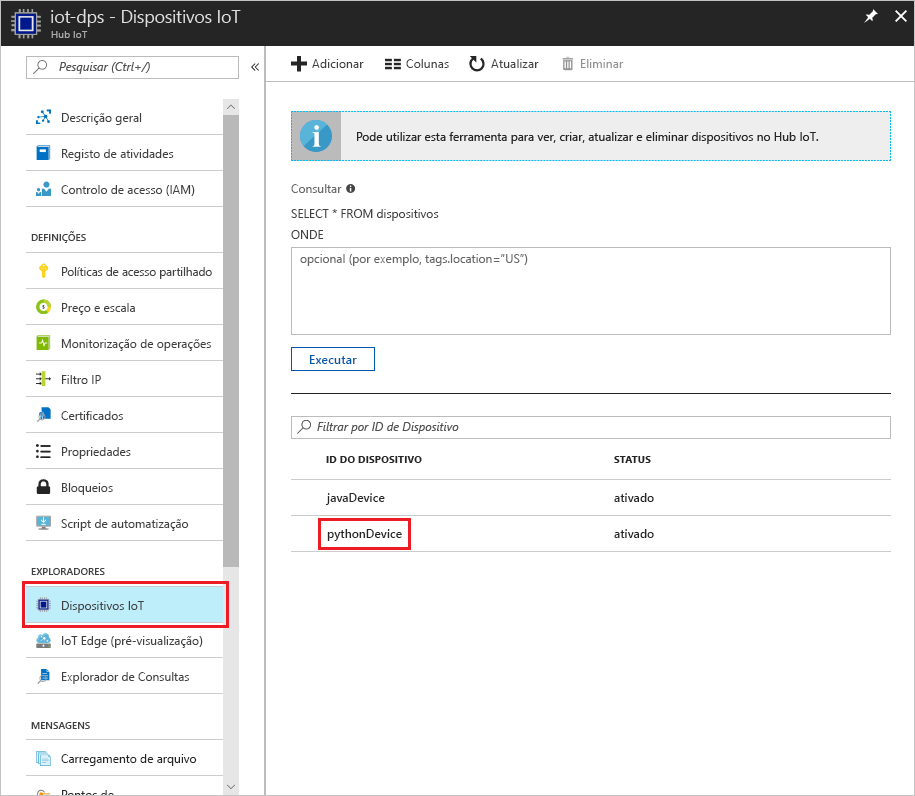 iot-dps - Dispositivos IoT
Hub IoT
Pesquisar (Ctrl+/)
«
Descrição geral
Registo de atividades
Controlo de acesso (IAM)
DEFINIÇÕES
Políticas de acesso partilhado
Preço e escala
Monitorização de operações
Filtro IP
Certificados
Propriedades
Bloqueios
Script de automatização
EXPLORADORES
Dispositivos IoT
IoT Edge (pré-visualização)
Explorador de Consultas
MENSAGENS
Carregamento de arquivo
Pontos de
Adicionar Colunas Atualizar Eliminar
Pode utilizar esta ferramenta para ver, criar, atualizar e eliminar dispositivos no Hub IoT.
Consultar
SELECT * FROM dispositivos
ONDE
opcional (por exemplo, tags.location="US")
Executar
Filtrar por ID de Dispositivo
ID DO DISPOSITIVO STATUS
javaDevice ativado
pythonDevice ativado